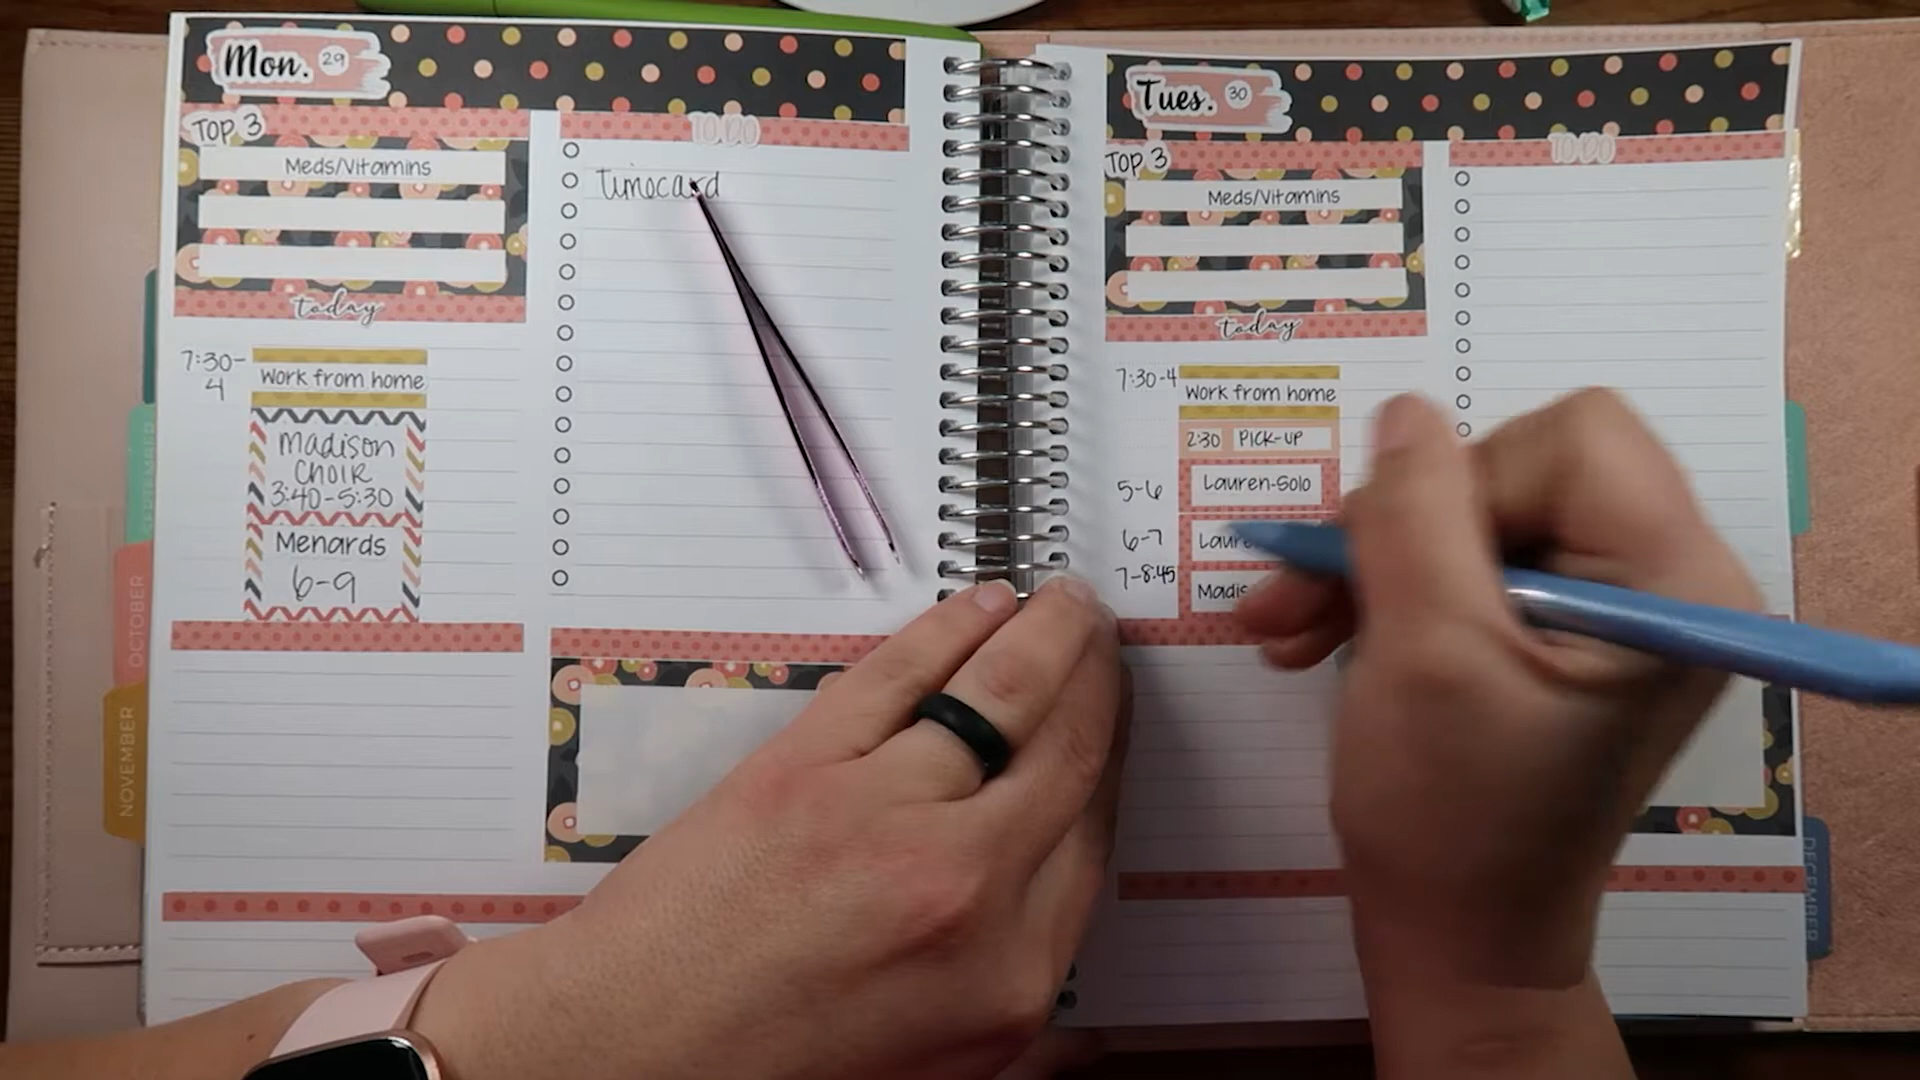 Mon. 29
TOP 3
Meds/Vitamins
today
7:30-
4
Work from home
Madison
CHOIR
3:40-5:30
Menards
6-9
TO DO
Timecard
SEPTEMBER
OCTOBER
NOVEMBER
Tues. 30
TOP 3
Meds/Vitamins
today
7:30-4
Work from home
2:30 PICK-UP
5-6
Lauren-Solo
6-7
7-8:45
TO DO
DECEMBER